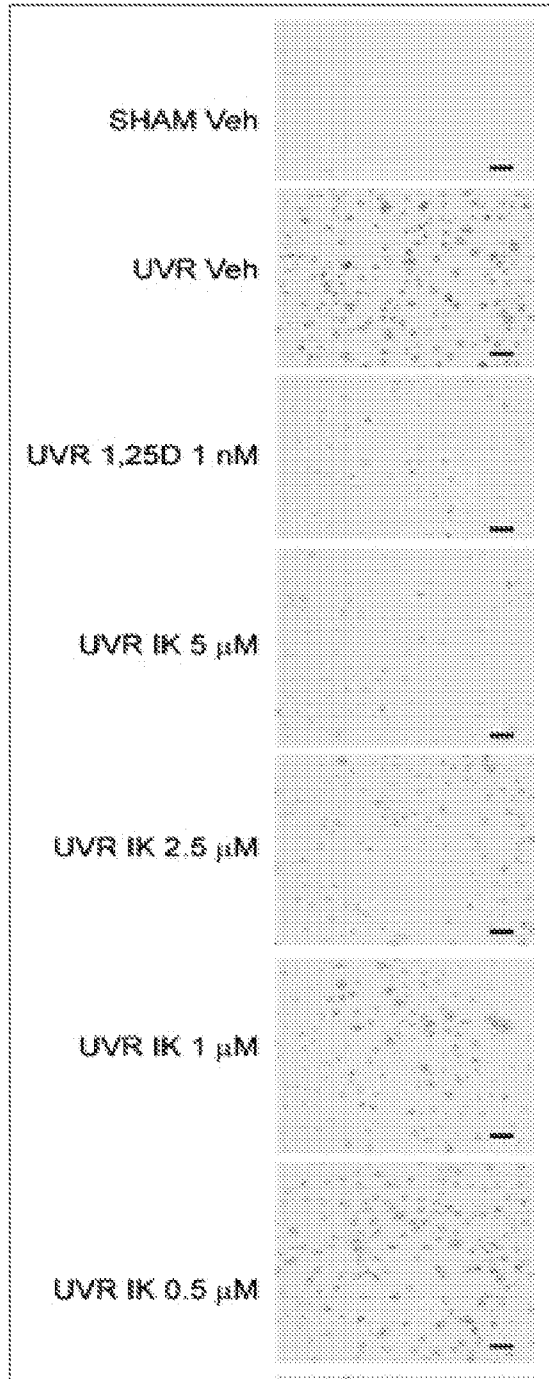 SHAM Veh
UVR Veh
UVR 1,25D 1 nM
UVR IK 5 μM
UVR IK 2.5 μM
UVR IK 1 μM
UVR IK 0.5 μM